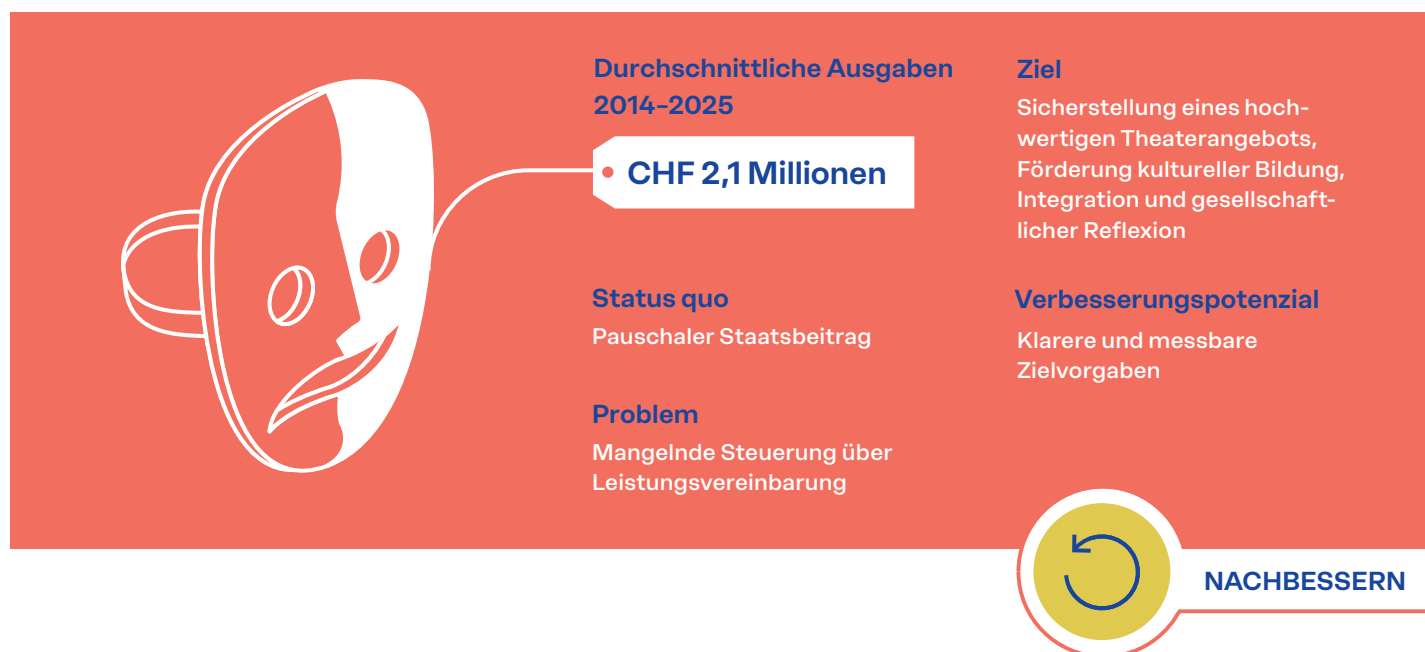 Durchschnittliche Ausgaben
2014–2025
CHF 2,1 Millionen
Status quo
Pauschaler Staatsbeitrag
Problem
Mangelnde Steuerung über
Leistungsvereinbarung
Ziel
Sicherstellung eines hoch-
wertigen Theaterangebots,
Förderung kultureller Bildung,
Integration und gesellschaft-
licher Reflexion
Verbesserungspotenzial
Klarere und messbare
Zielvorgaben
NACHBESSERN